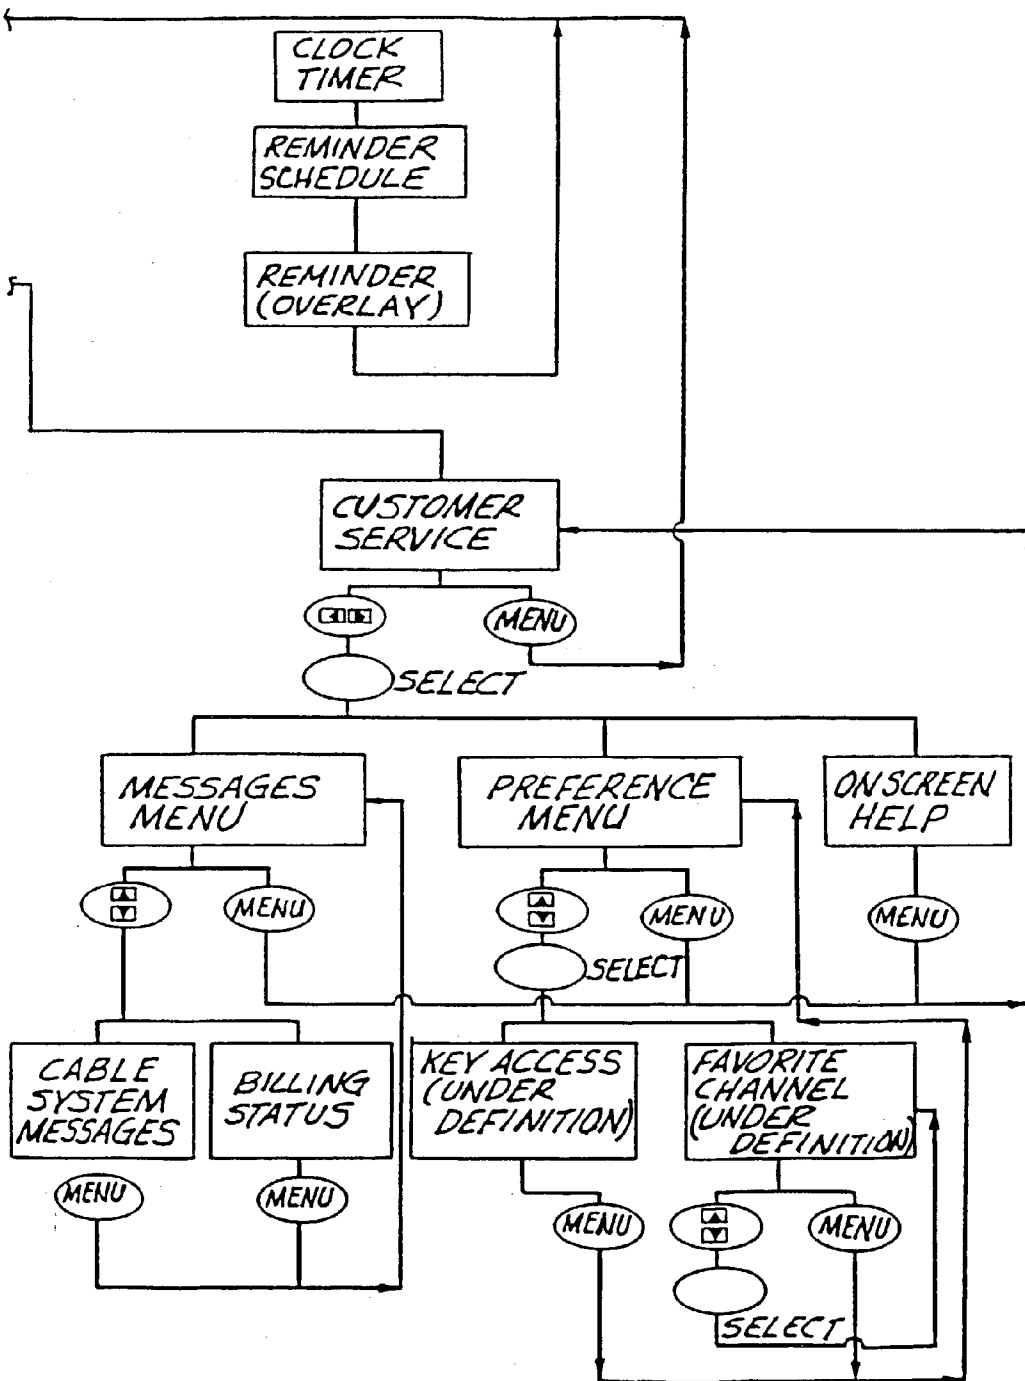 CLOCK
TIMER
REMINDER
SCHEDULE
REMINDER
(OVERLAY)
CUSTOMER
SERVICE
MENU
SELECT
MESSAGES
MENU
PREFERENCE
MENU
ON SCREEN
HELP
MENU
MENU
MENU
SELECT
CABLE
SYSTEM
MESSAGES
BILLING
STATUS
KEY ACCESS
(UNDER
DEFINITION)
FAVORITE
CHANNEL
(UNDER
DEFINITION)
MENU
MENU
MENU
MENU
SELECT